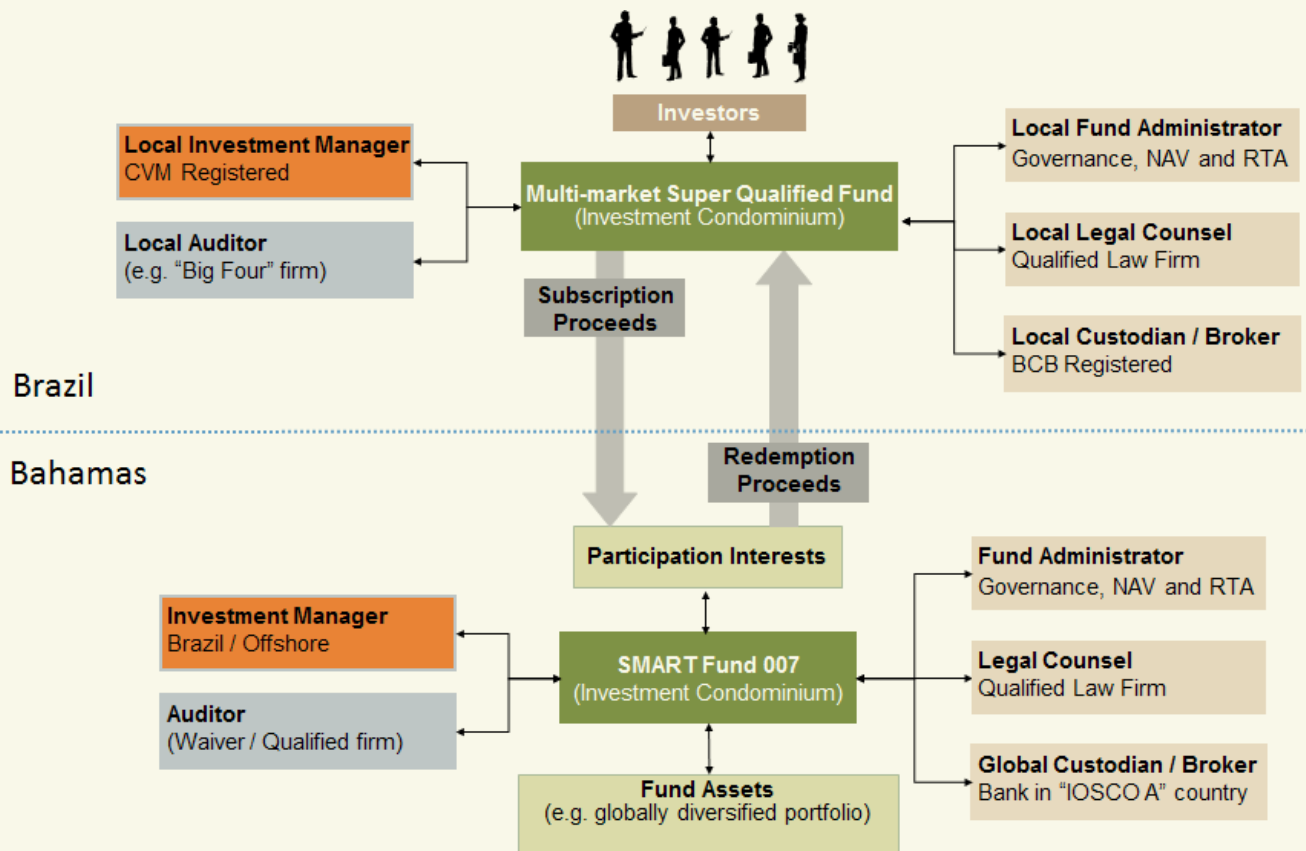 Investors
Local Investment Manager
CVM Registered
Multi-market Super Qualified Fund
(Investment Condominium)
Local Fund Administrator
Governance, NAV and RTA
Local Auditor
(e.g. “Big Four” firm)
Local Legal Counsel
Qualified Law Firm
Subscription
Proceeds
Local Custodian / Broker
BCB Registered
Brazil
Bahamas
Redemption
Proceeds
Participation Interests
Fund Administrator
Governance, NAV and RTA
Investment Manager
Brazil / Offshore
SMART Fund 007
(Investment Condominium)
Legal Counsel
Qualified Law Firm
Auditor
(Waiver / Qualified firm)
Global Custodian / Broker
Bank in “IOSCO A” country
Fund Assets
(e.g. globally diversified portfolio)